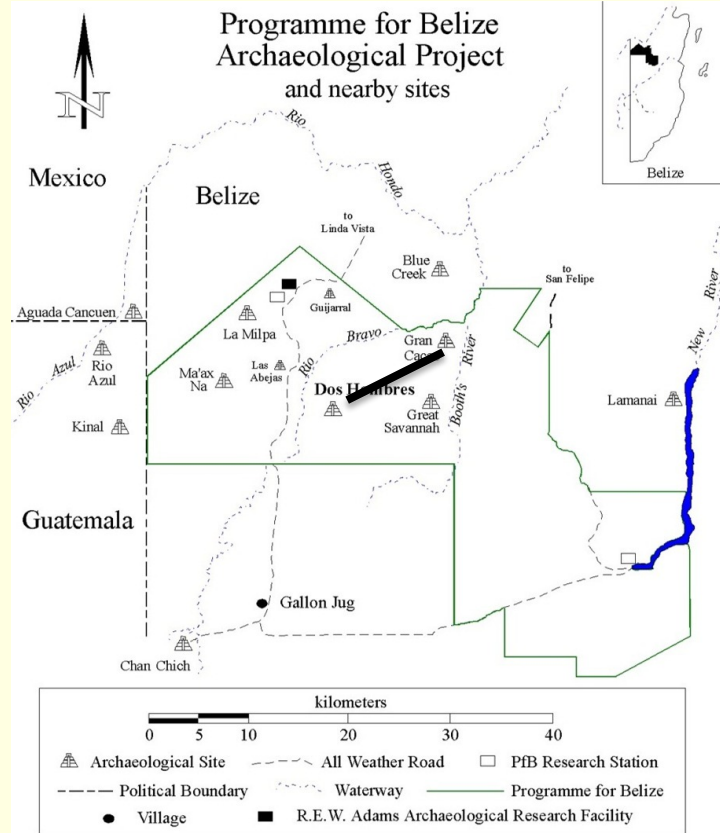 Programme for Belize
Archaeological Project
and nearby sites
N
Belize
Mexico
Belize
Rio
Hondo
to
Linda Vista
Blue
Creek
to
San Felipe
New
River
Guijarral
Aguada Cancuen
La Milpa
Bravo
Rio
Gran
River
Rio
Azul
Rio
Azul
Ma'ax
Na
Las
Abejas
Dos Hombres
Booth's
Great
Savannah
Lamanai
Kinal
Guatemala
Gallon Jug
Chan Chich
kilometers
0 5 10 20 30 40
Archaeological Site All Weather Road PfB Research Station
Political Boundary Waterway Programme for Belize
Village R.E.W. Adams Archaeological Research Facility